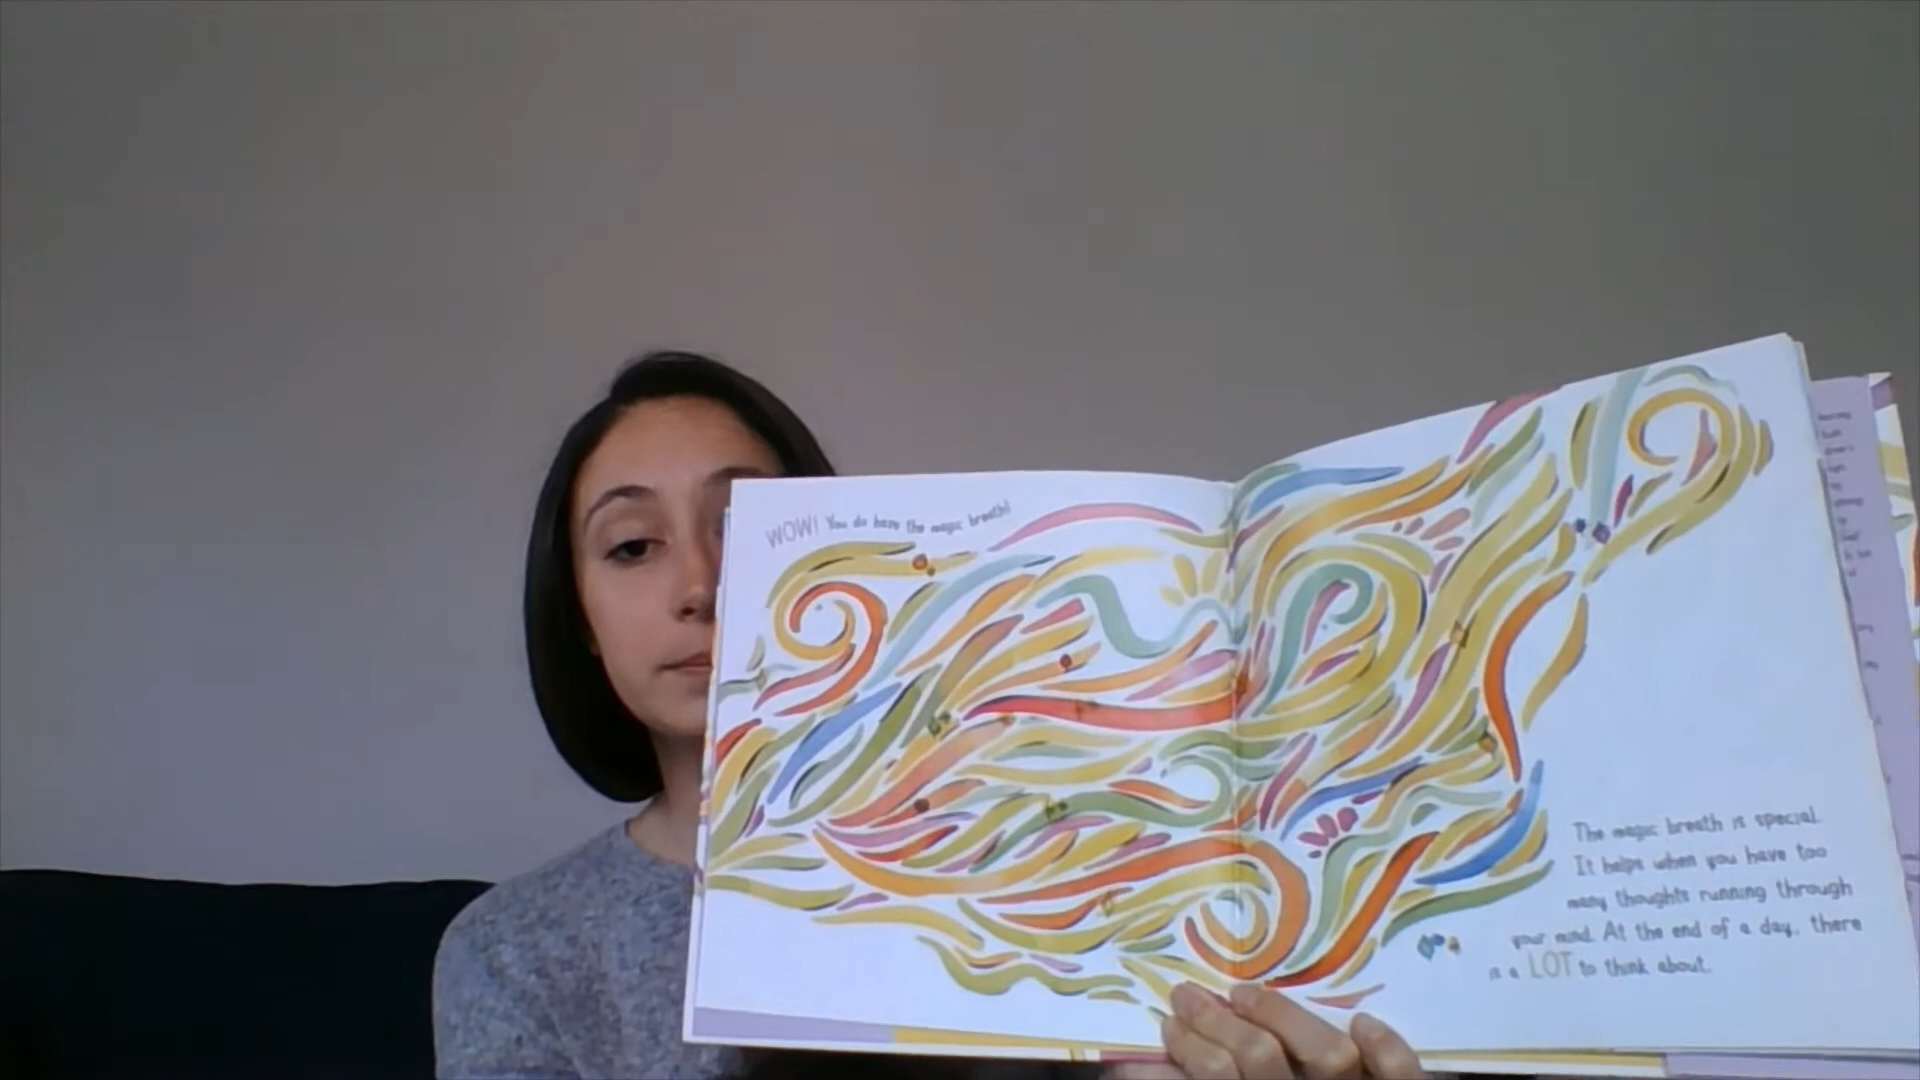 WOW! You do have the magic breath!
The magic breath is special.
It helps when you have too
many thoughts running through
your mind. At the end of a day, there
is a LOT to think about.